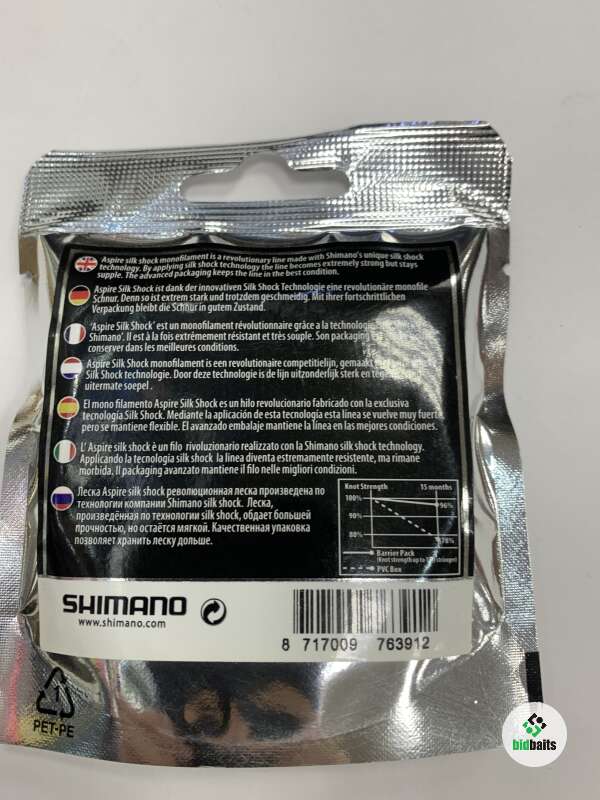 Aspire silk shock monofilament is a revolutionary line made with Shimano's unique silk shock
technology. By applying silk shock technology the line becomes extremely strong but stays
supple. The advanced packaging keeps the line in the best condition.
Aspire Silk Shock ist dank der innovativen Silk Shock Technologie eine revolutionäre monofile
Schnur. Denn so ist extrem stark und trotzdem geschmeidig. Mit ihrer fortschrittlichen
Verpackung bleibt die Schnur in gutem Zustand.
'Aspire Silk Shock' est un monofilament révolutionnaire grâce a la technologie
Shimano'. Il est à la fois extrêmement résistant et très souple. Son packaging
conserver dans les meilleures conditions.
Aspire Silk Shock monofilament is een revolutionaire competitielijn, gemaakt
Silk Shock technologie. Door deze technologie is de lijn uitzonderlijk sterk en
uitermate soepel .
El mono filamento Aspire Silk Shock es un hilo revolucionario fabricado con la exclusiva
tecnología Silk Shock. Mediante la aplicación de esta tecnología esta línea se vuelve muy fuerte
pero se mantiene flexible. El avanzado embalaje mantiene la línea en las mejores condiciones.
L' Aspire silk shock è un filo rivoluzionario realizzato con la Shimano silk shock technology.
Applicando la tecnologia silk shock la linea diventa estremamente resistente, ma rimane
morbida. Il packaging avanzato mantiene il filo nelle migliori condizioni.
Леска Aspire silk shock революционная леска произведена по
технологии компании Shimano silk shock. Леска,
произведённая по технологии silk shock, обдает большей
прочностью, но остаётся мягкой. Качественная упаковка
позволяет хранить леску дольше.
Knot Strength 15 months
100%
96%
90%
80%
78%
Barrier Pack
(Knot strength up to stronger)
PVC Box
SHIMANO
www.shimano.com
8 717009 763912
1
PET-PE
bidbaits